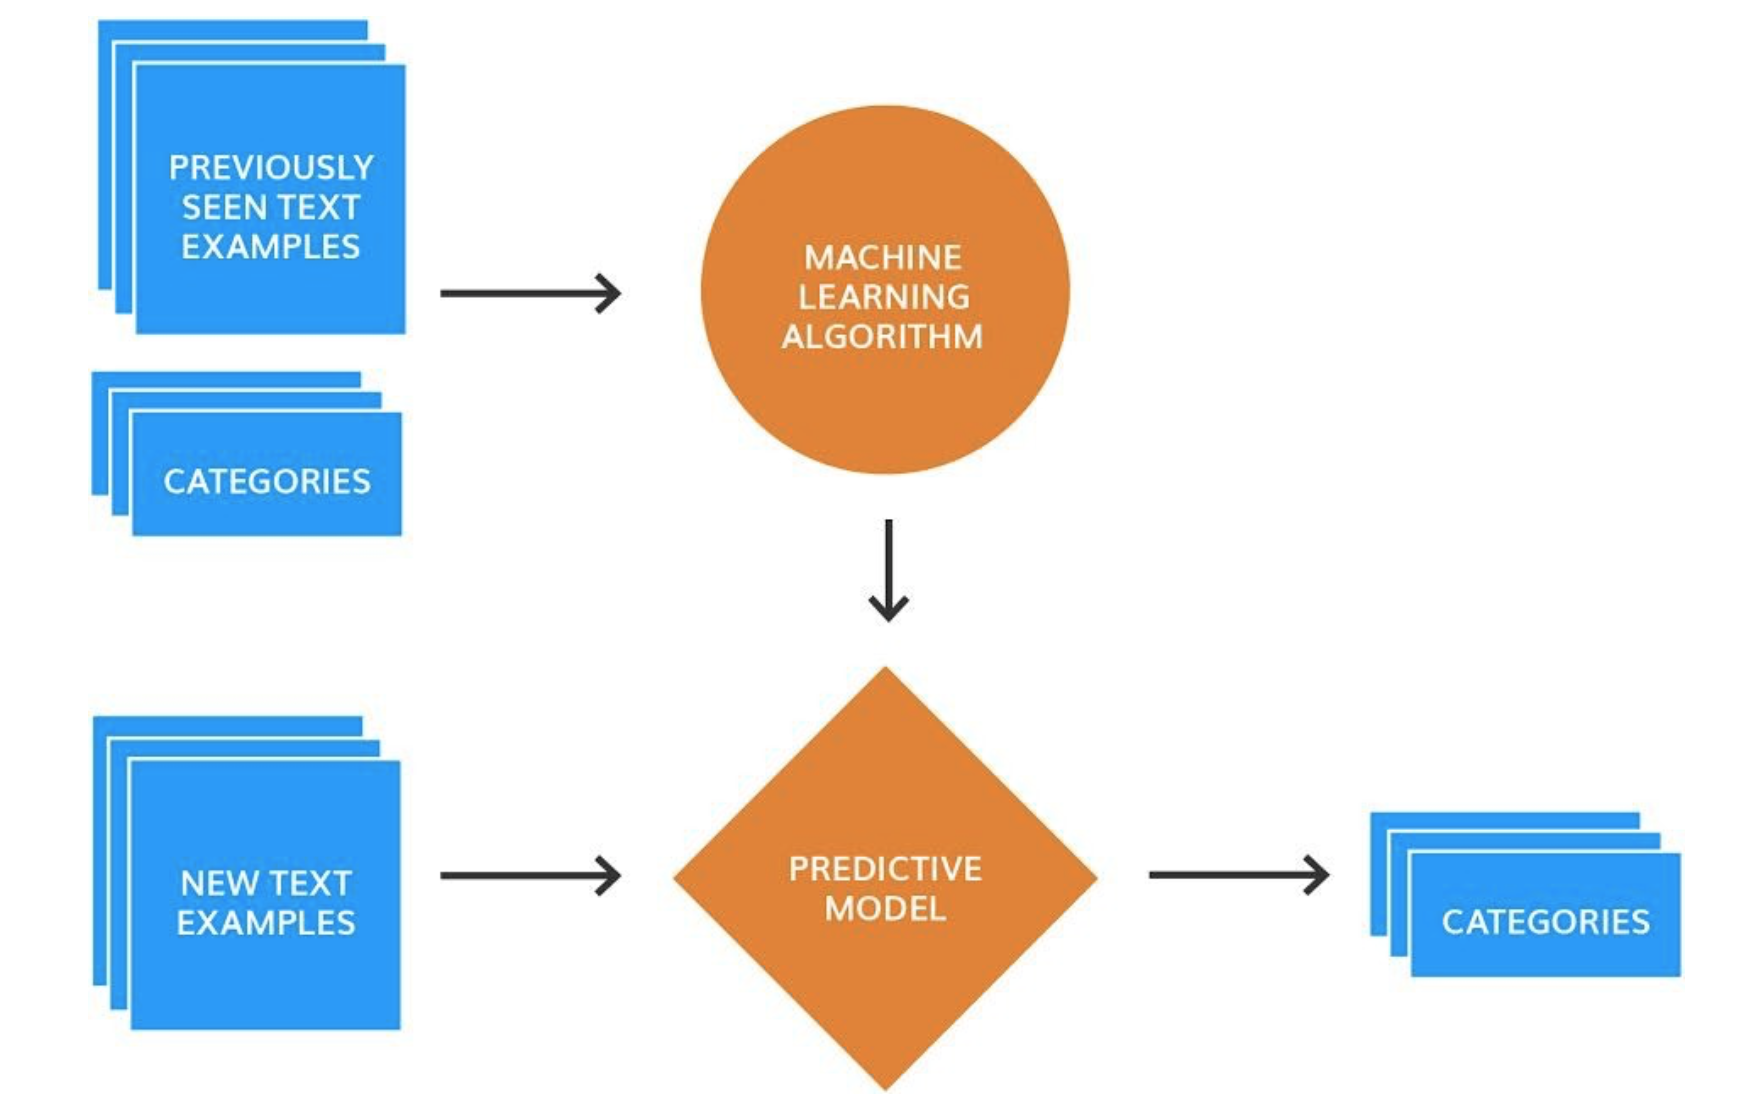 PREVIOUSLY
SEEN TEXT
EXAMPLES
MACHINE
LEARNING
ALGORITHM
CATEGORIES
NEW TEXT
EXAMPLES
PREDICTIVE
MODEL
CATEGORIES